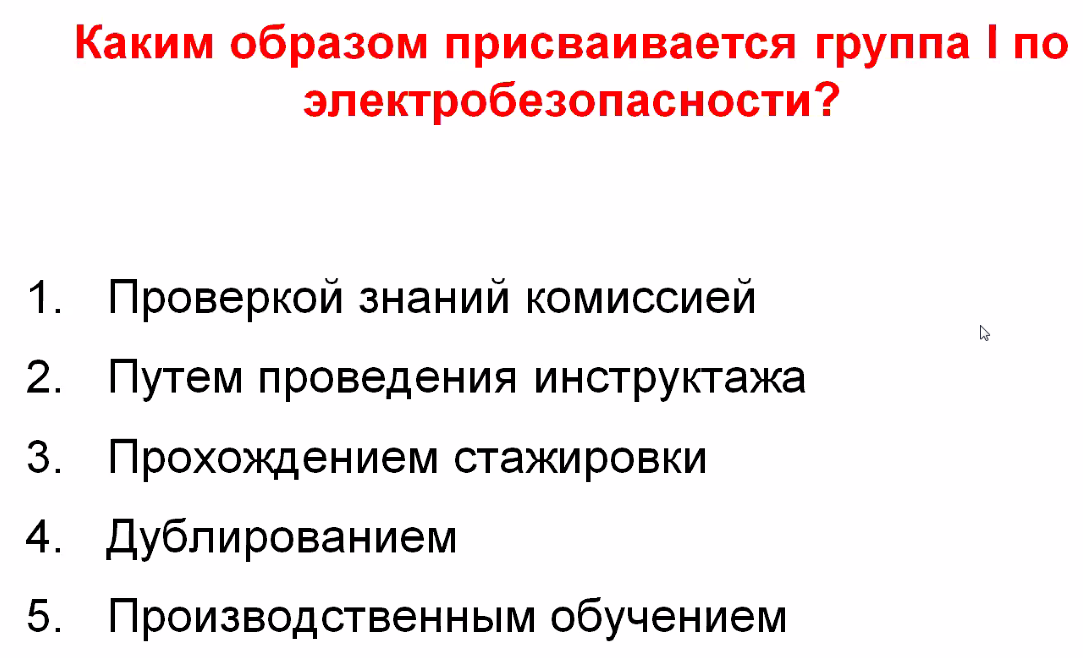 Каким образом присваивается группа I по
электробезопасности?
1. Проверкой знаний комиссией
2. Путем проведения инструктажа
3. Прохождением стажировки
4. Дублированием
5. Производственным обучением